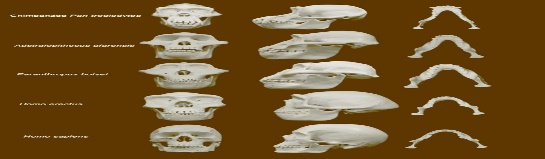 Chimpanzee Pan troglodytes
Australopithecus afarensis
Paranthropus boisei
Homo erectus
Homo sapiens